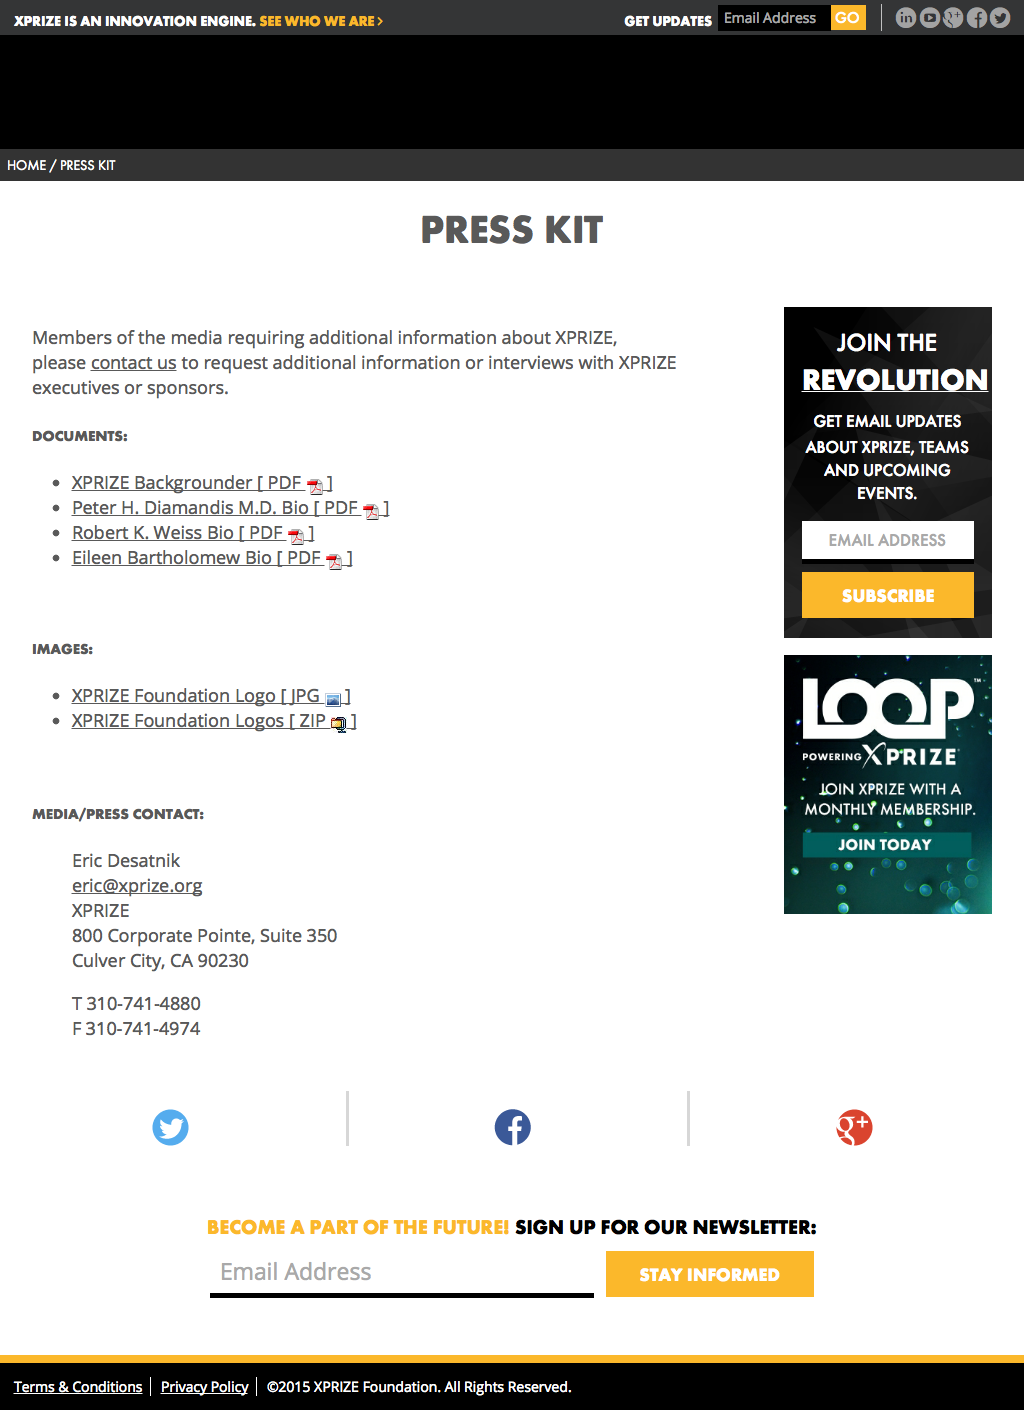 XPRIZE IS AN INNOVATION ENGINE. SEE WHO WE ARE >
GET UPDATES Email Address GO
HOME / PRESS KIT
PRESS KIT
Members of the media requiring additional information about XPRIZE,
please contact us to request additional information or interviews with XPRIZE
executives or sponsors.
DOCUMENTS:
XPRIZE Backgrounder [ PDF ]
Peter H. Diamandis M.D. Bio [ PDF ]
Robert K. Weiss Bio [ PDF ]
Eileen Bartholomew Bio [ PDF ]
IMAGES:
XPRIZE Foundation Logo [ JPG ]
XPRIZE Foundation Logos [ ZIP ]
MEDIA/PRESS CONTACT:
Eric Desatnik
eric@xprize.org
XPRIZE
800 Corporate Pointe, Suite 350
Culver City, CA 90230
T 310-741-4880
F 310-741-4974
JOIN THE
REVOLUTION
GET EMAIL UPDATES
ABOUT XPRIZE, TEAMS
AND UPCOMING
EVENTS.
EMAIL ADDRESS
SUBSCRIBE
LOOP™
POWERING XPRIZE
JOIN XPRIZE WITH A
MONTHLY MEMBERSHIP.
JOIN TODAY
BECOME A PART OF THE FUTURE! SIGN UP FOR OUR NEWSLETTER:
Email Address
STAY INFORMED
Terms & Conditions | Privacy Policy | ©2015 XPRIZE Foundation. All Rights Reserved.